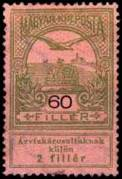 MAGYAR KIR. POSTA
60
FILLÉR
Árvízkárosultaknak
külön
2 fillér